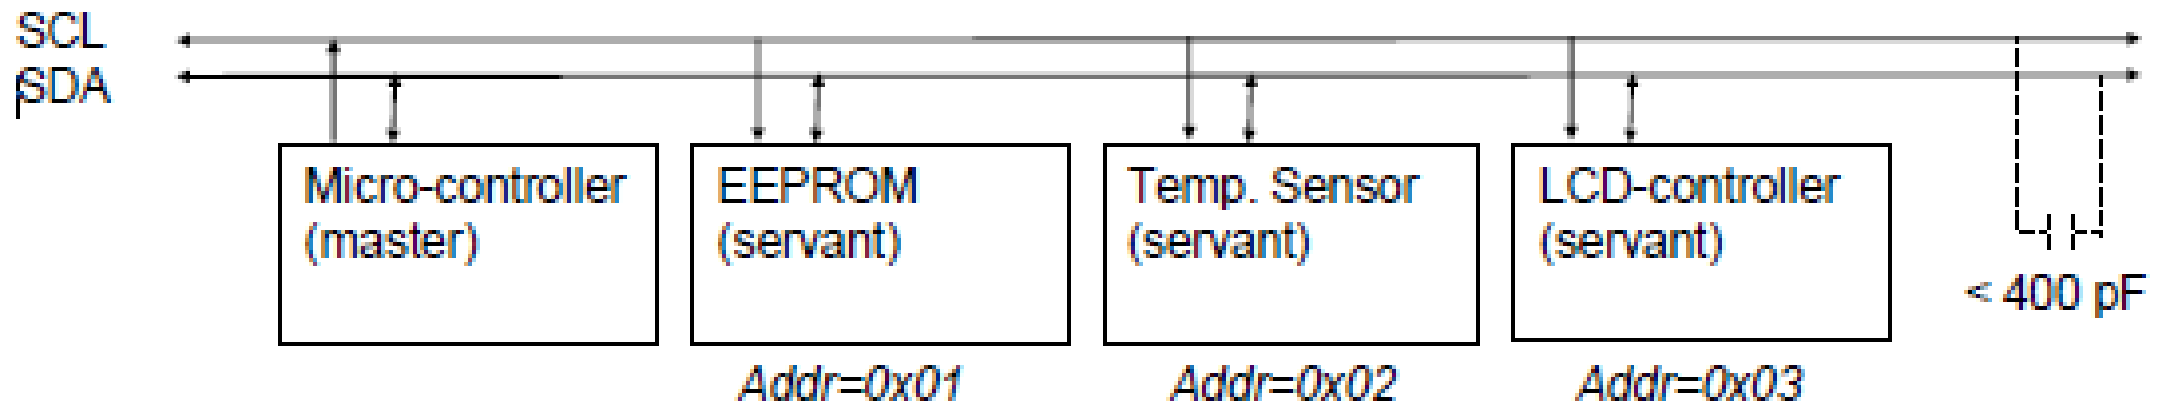 SCL
SDA
Micro-controller
(master)
EEPROM
(servant)
Temp. Sensor
(servant)
LCD-controller
(servant)
< 400 pF
Addr=0x01
Addr=0x02
Addr=0x03